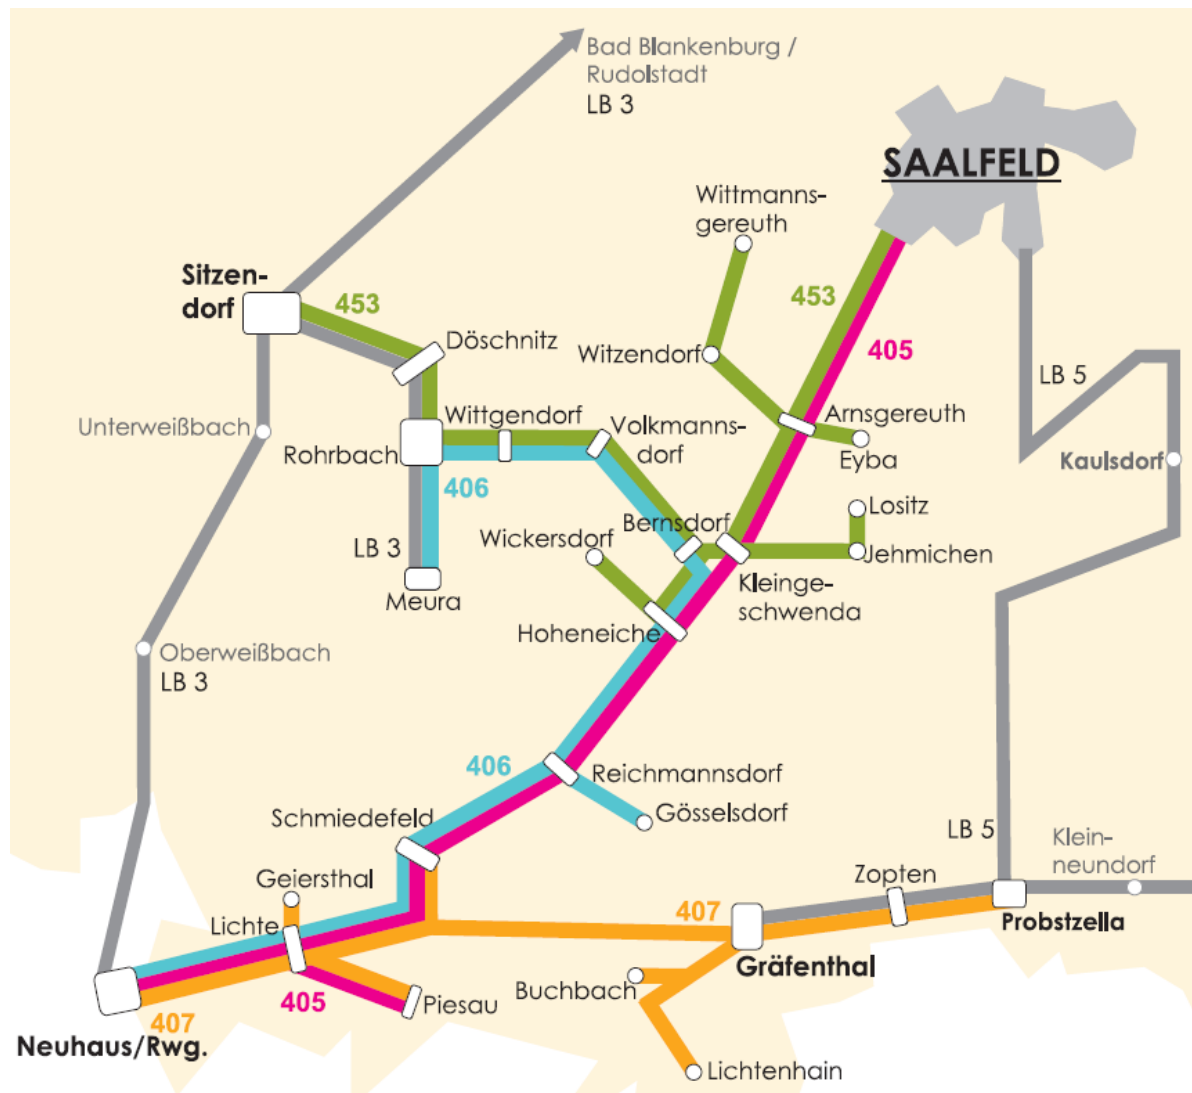 Bad Blankenburg /
Rudolstadt
LB 3
SAALFELD
Wittmanns-
gereuth
Sitzen-
dorf
453
453
405
Döschnitz
Witzendorf
LB 5
Arnsgereuth
Eyba
Kaulsdorf
Unterweißbach
Wittgendorf
Volkmanns-
dorf
Rohrbach
406
Lositz
Bernsdorf
Wickersdorf
Jehmichen
LB 3
Meura
Kleinge-
schwenda
Hoheneiche
Oberweißbach
LB 3
406
Reichmannsdorf
Gösselsdorf
Schmiedefeld
LB 5
Klein-
neundorf
Geiersthal
Zopten
Lichte
407
Probstzella
Gräfenthal
Buchbach
405
Piesau
407
Neuhaus/Rwg.
Lichtenhain